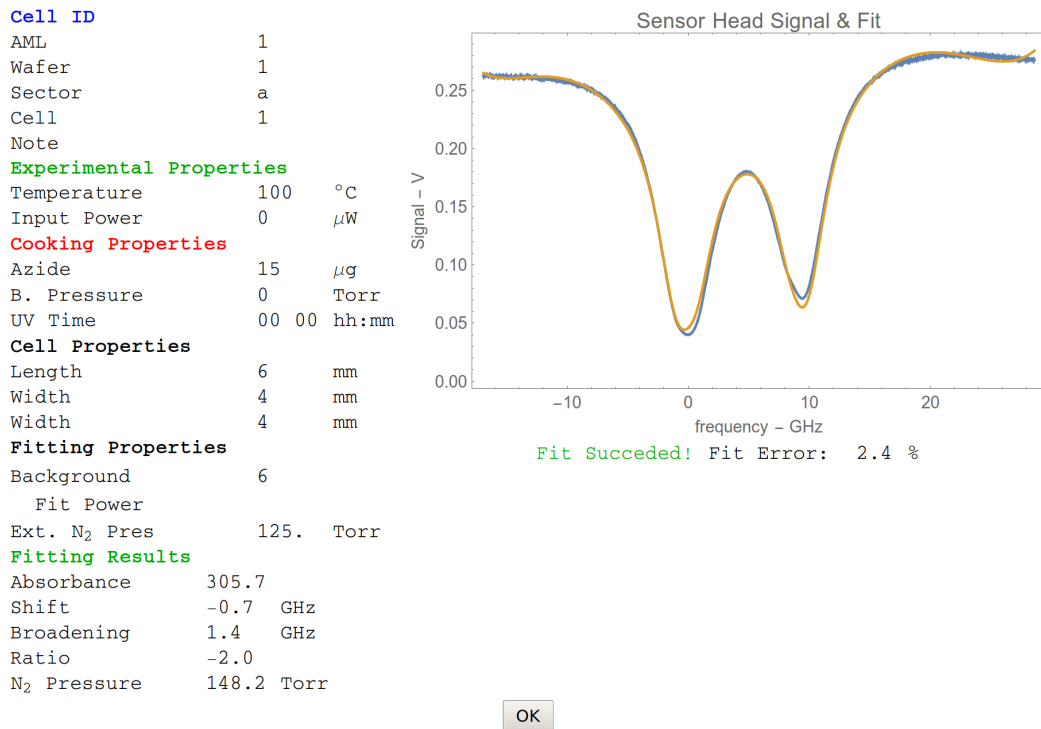 Cell ID
AML 1
Wafer 1
Sector a
Cell 1
Note
Experimental Properties
Temperature 100 °C
Input Power 0 μW
Cooking Properties
Azide 15 μg
B. Pressure 0 Torr
UV Time 00 00 hh:mm
Cell Properties
Length 6 mm
Width 4 mm
Width 4 mm
Fitting Properties
Background 6
Fit Power
Ext. N₂ Pres 125. Torr
Fitting Results
Absorbance 305.7
Shift -0.7 GHz
Broadening 1.4 GHz
Ratio -2.0
N₂ Pressure 148.2 Torr
Sensor Head Signal & Fit
Signal – V
0.25
0.20
0.15
0.10
0.05
0.00
−10 0 10 20
frequency – GHz
Fit Succeded! Fit Error: 2.4 %
OK